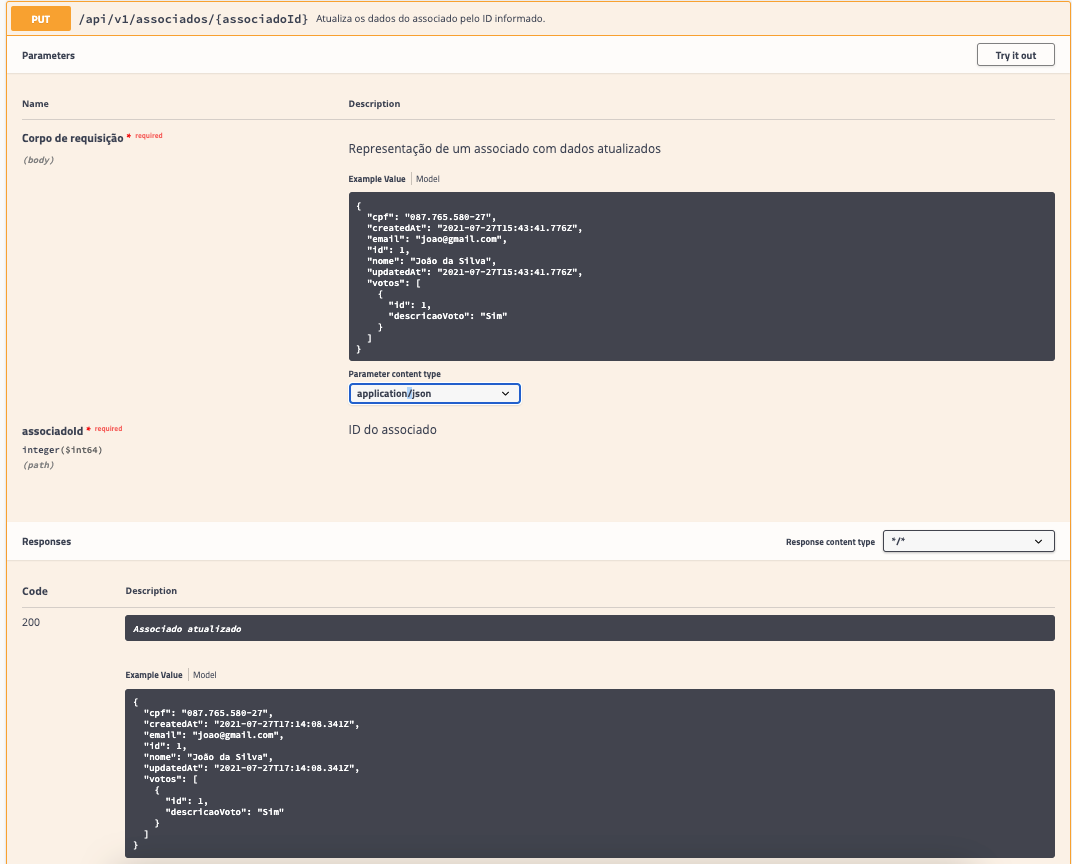 PUT /api/v1/associados/{associadoId} Atualiza os dados do associado pelo ID informado.
Parameters
Try it out
Name Description
Corpo de requisição * required
(body)
Representação de um associado com dados atualizados
Example Value Model
{
  "cpf": "087.765.580-27",
  "createdAt": "2021-07-27T15:43:41.776Z",
  "email": "joao@gmail.com",
  "id": 1,
  "nome": "João da Silva",
  "updatedAt": "2021-07-27T15:43:41.776Z",
  "votos": [
    {
      "id": 1,
      "descricaoVoto": "Sim"
    }
  ]
}
Parameter content type
application/json
associadoId * required
integer($int64)
(path)
ID do associado
Responses
Response content type */*
Code Description
200
Associado atualizado
Example Value Model
{
  "cpf": "087.765.580-27",
  "createdAt": "2021-07-27T17:14:08.341Z",
  "email": "joao@gmail.com",
  "id": 1,
  "nome": "João da Silva",
  "updatedAt": "2021-07-27T17:14:08.341Z",
  "votos": [
    {
      "id": 1,
      "descricaoVoto": "Sim"
    }
  ]
}